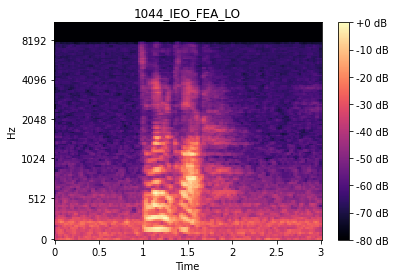 1044_IEO_FEA_LO
+0 dB
8192
-10 dB
4096
-20 dB
-30 dB
2048
Hz
-40 dB
1024
-50 dB
-60 dB
512
-70 dB
0
-80 dB
0 0.5 1 1.5 2 2.5 3
Time